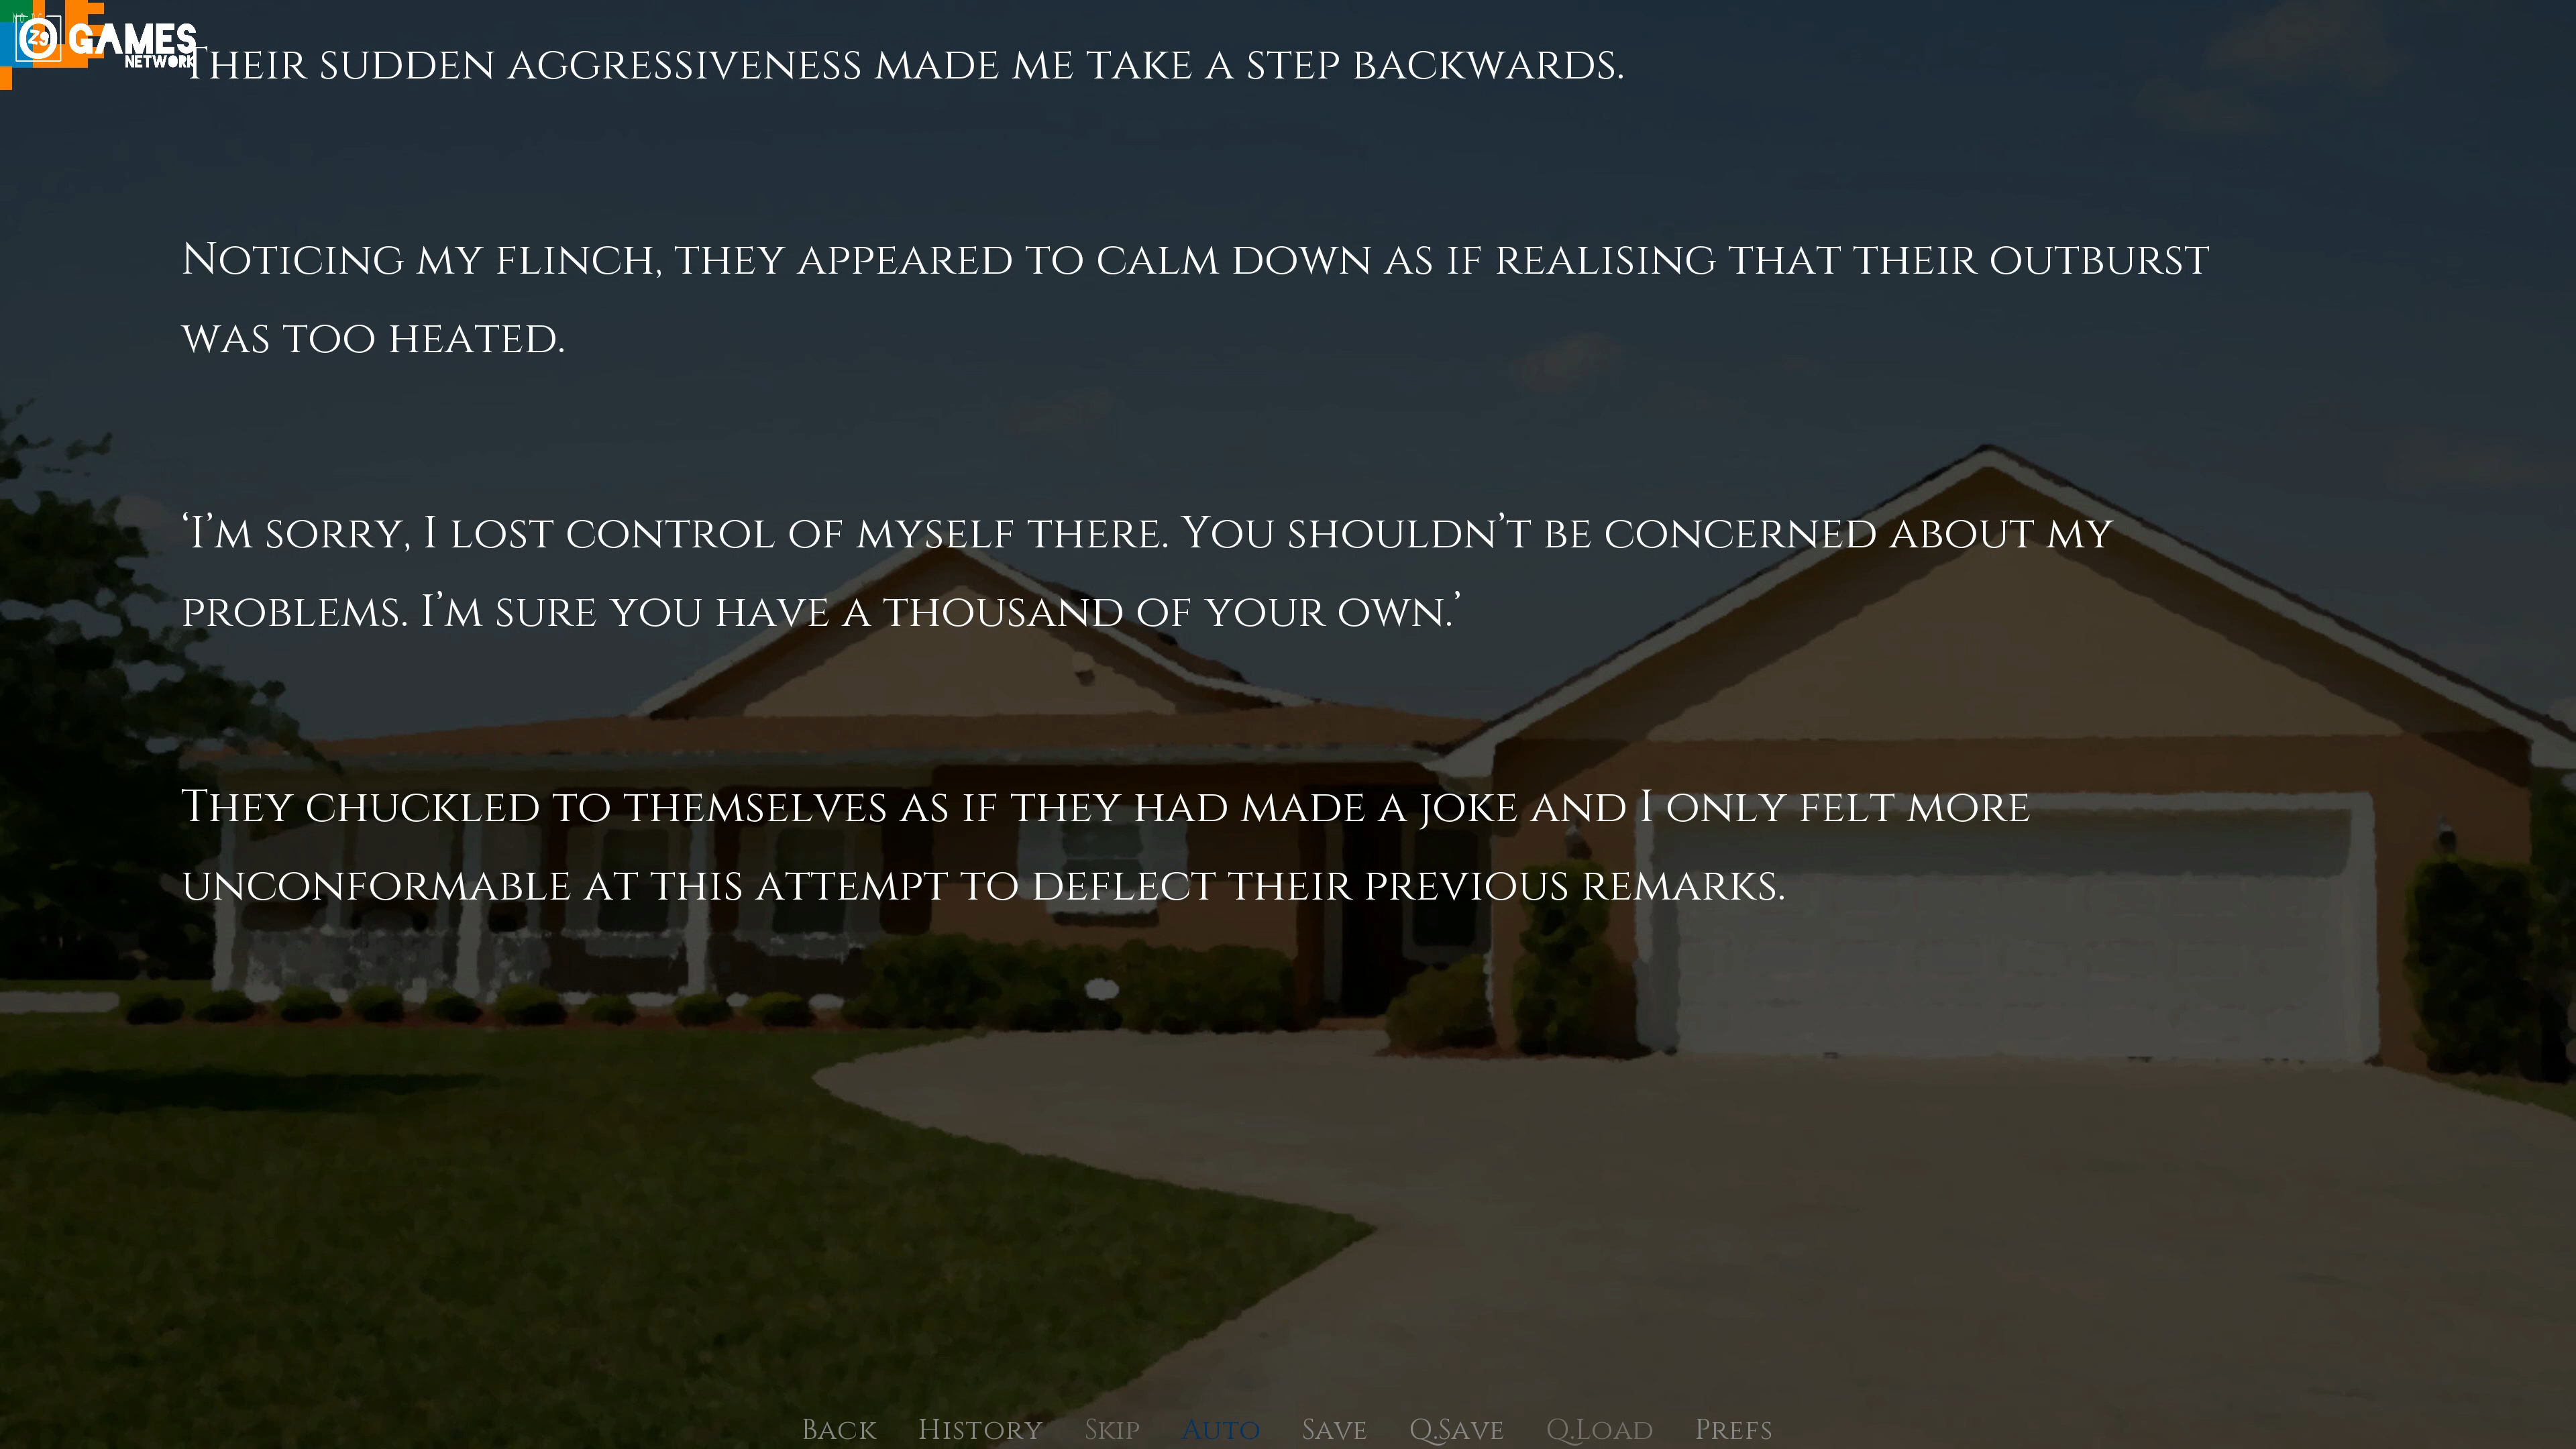 Z9 GAMES
NETWORK
Their sudden aggressiveness made me take a step backwards.
Noticing my flinch, they appeared to calm down as if realising that their outburst
was too heated.
‘I’m sorry, I lost control of myself there. You shouldn’t be concerned about my
problems. I’m sure you have a thousand of your own.’
They chuckled to themselves as if they had made a joke and I only felt more
unconformable at this attempt to deflect their previous remarks.
Back History Skip Auto Save Q.Save Q.Load Prefs